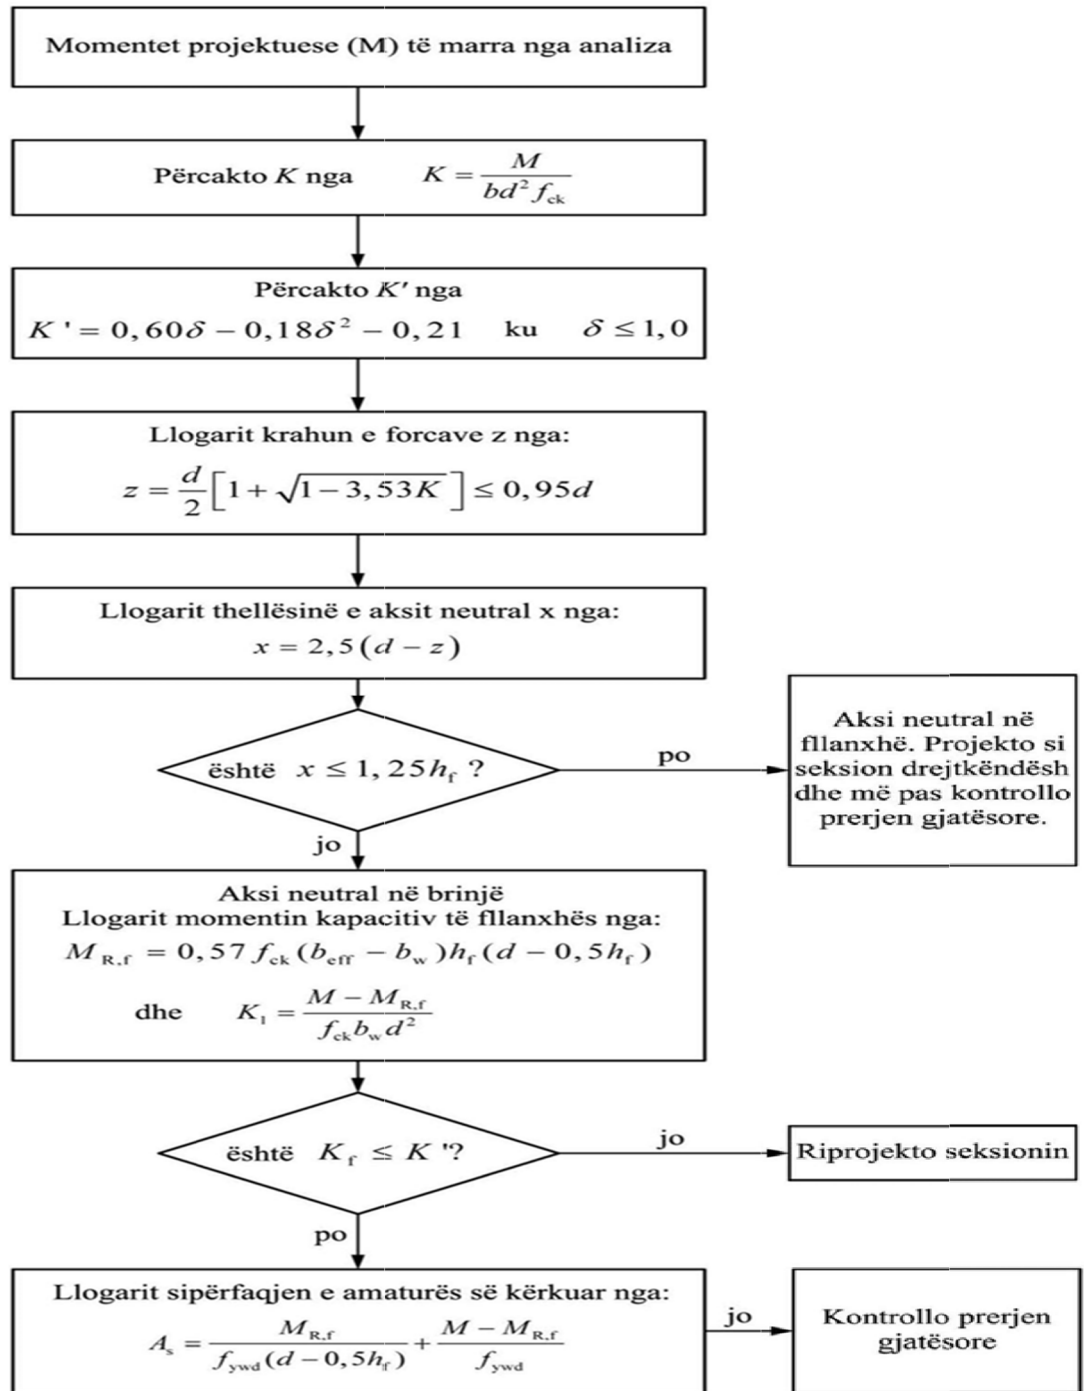 Momentet projektuese (M) të marra nga analiza
Përcakto K nga K = M / bd² f_ck
Përcakto K' nga
K ' = 0,60δ − 0,18δ² − 0,21 ku δ ≤ 1,0
Llogarit krahun e forcave z nga:
z = d/2 [1 + √(1 − 3,53K)] ≤ 0,95d
Llogarit thellësinë e aksit neutral x nga:
x = 2,5(d − z)
është x ≤ 1,25h_f ?
po
Aksi neutral në
fllanxhë. Projekto si
seksion drejtkëndësh
dhe më pas kontrollo
prerjen gjatësore.
jo
Aksi neutral në brinjë
Llogarit momentin kapacitiv të fllanxhës nga:
M_R,f = 0,57 f_ck (b_eff − b_w)h_f (d − 0,5h_f)
dhe K_1 = (M − M_R,f) / (f_ck b_w d²)
është K_f ≤ K '?
jo
Riprojekto seksionin
po
Llogarit sipërfaqjen e amaturës së kërkuar nga:
A_s = M_R,f / (f_ywd (d − 0,5h_f)) + (M − M_R,f) / f_ywd
jo
Kontrollo prerjen
gjatësore